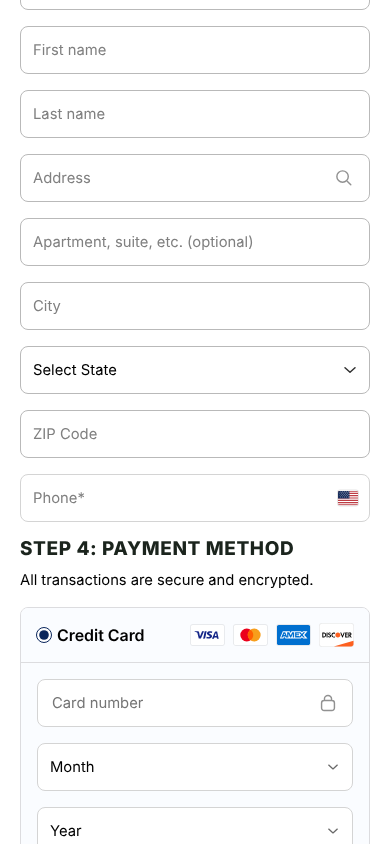 First name
Last name
Address
Apartment, suite, etc. (optional)
City
Select State
ZIP Code
Phone*
STEP 4: PAYMENT METHOD
All transactions are secure and encrypted.
Credit Card VISA AMEX DISCOVER
Card number
Month
Year